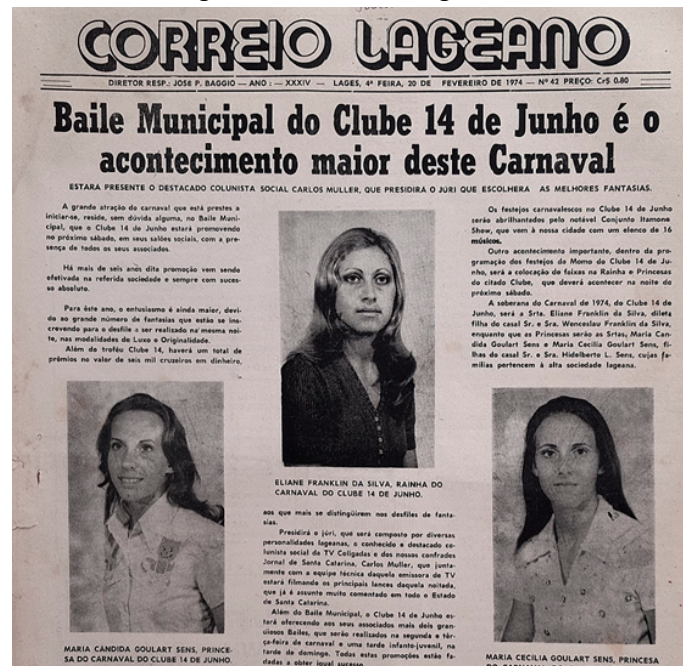 CORREIO LAGEANO
DIRETOR RESP.: JOSÉ P. BAGGIO — ANO : — XXXIV — LAGES, 4ª FEIRA, 20 DE FEVEREIRO DE 1974 — Nº 42 PREÇO: Cr$ 0.80
Baile Municipal do Clube 14 de Junho é o
acontecimento maior deste Carnaval
ESTARA PRESENTE O DESTACADO COLUNISTA SOCIAL CARLOS MULLER, QUE PRESIDIRA O JÚRI QUE ESCOLHERA AS MELHORES FANTASIAS.
A grande atração do carnaval que está prestes a
iniciar-se, reside, sem dúvida alguma, no Baile Muni-
cipal, que o Clube 14 de Junho estará promovendo
no próximo sábado, em seus salões sociais, com a pre-
sença de todos os seus associados.
Há mais de seis anos dita promoção vem sendo
efetivada na referida sociedade e sempre com suces-
so absoluto.
Para êste ano, o entusiasmo é ainda maior, devi-
do ao grande número de fantasias que estão se ins-
crevendo para o desfile a ser realizado na mesma noi-
te, nas modalidades de Luxo e Originalidade.
Além do troféu Clube 14, haverá um total de
prêmios no valor de seis mil cruzeiros em dinheiro,
MARIA CANDIDA GOULART SENS, PRINCE-
SA DO CARNAVAL DO CLUBE 14 DE JUNHO.
ELIANE FRANKLIN DA SILVA, RAINHA DO
CARNAVAL DO CLUBE 14 DE JUNHO.
aos que mais se distingüirem nos desfiles de fanta-
sias.
Presidirá o júri, que será composto por diversas
personalidades lageanas, o conhecido e destacado co-
lunista social da TV Coligadas e dos nossos confrades
Jornal de Santa Catarina, Carlos Muller, que junta-
mente com a equipe técnica daquela emissora de TV
estará filmando os principais lances daquela noitada,
que já é assunto muito comentado em todo o Estado
de Santa Catarina.
Além do Baile Municipal, o Clube 14 de Junho es-
tará oferecendo aos seus associados mais deis gran-
diosos Bailes, que serão realizados na segunda e têr-
ça-feira de carnaval e uma tarde infanto-juvenil, na
tarde de domingo. Todas estas promoções estão fa-
dadas a obter igual sucesso.
Os festejos carnavalescos no Clube 14 de Junho
serão abrilhantados pelo notável Conjunto Itamone
Show, que vem à nossa cidade com um elenco de 16
músicos.
Outro acontecimento importante, dentro da pro-
gramação dos festejos de Momo do Clube 14 de Ju-
nho, será a colocação de faixas na Rainha e Princesas
do citado Clube, que deverá acontecer na noite do
próximo sábado.
A soberana do Carnaval de 1974, do Clube 14 de
Junho, será a Srta. Eliane Franklin da Silva, dileta
filha do casal Sr. e Sra. Wenceslau Franklin da Silva,
enquanto que as Princesas serão as Srtas, Maria Can-
dida Goulart Sens e Maria Cecília Goulart Sens, fi-
lhas do casal Sr. e Sra. Hidelberto L. Sens, cujas fa-
mílias pertencem à alta sociedade lageana.
MARIA CECILIA GOULART SENS, PRINCESA